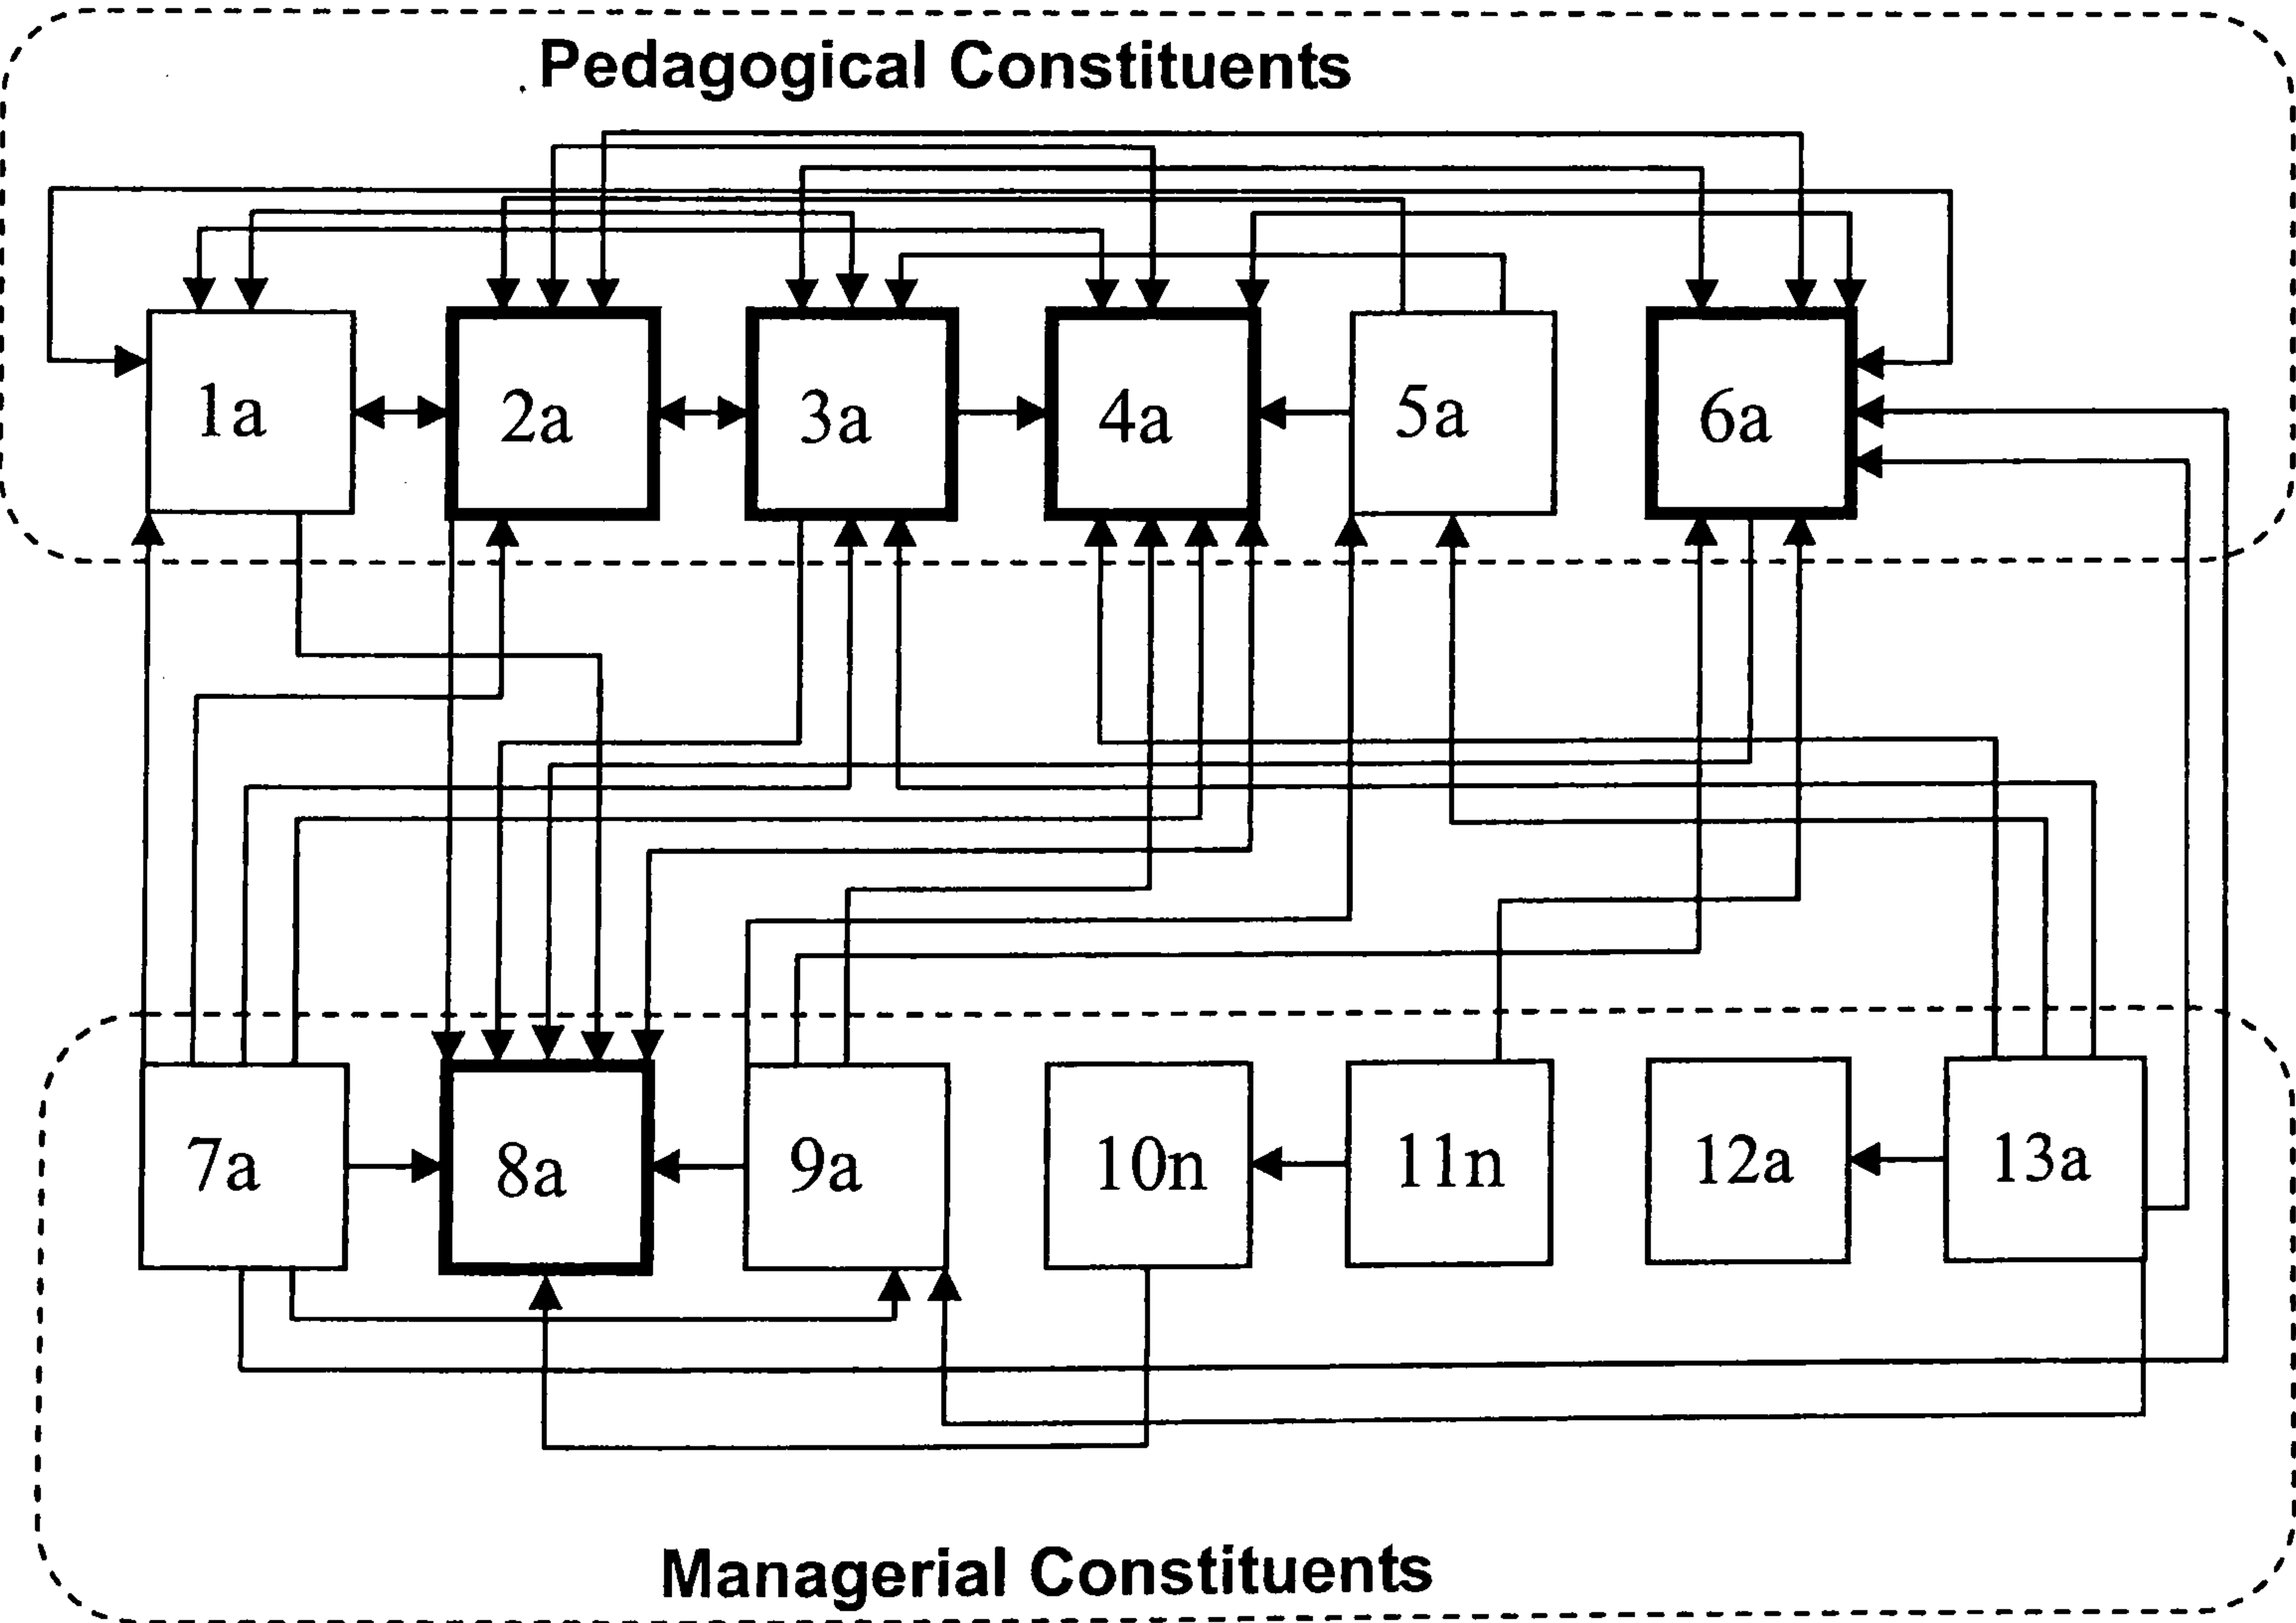 Pedagogical Constituents
1a
2a
3a
4a
5a
6a
7a
8a
9a
10n
11n
12a
13a
Managerial Constituents